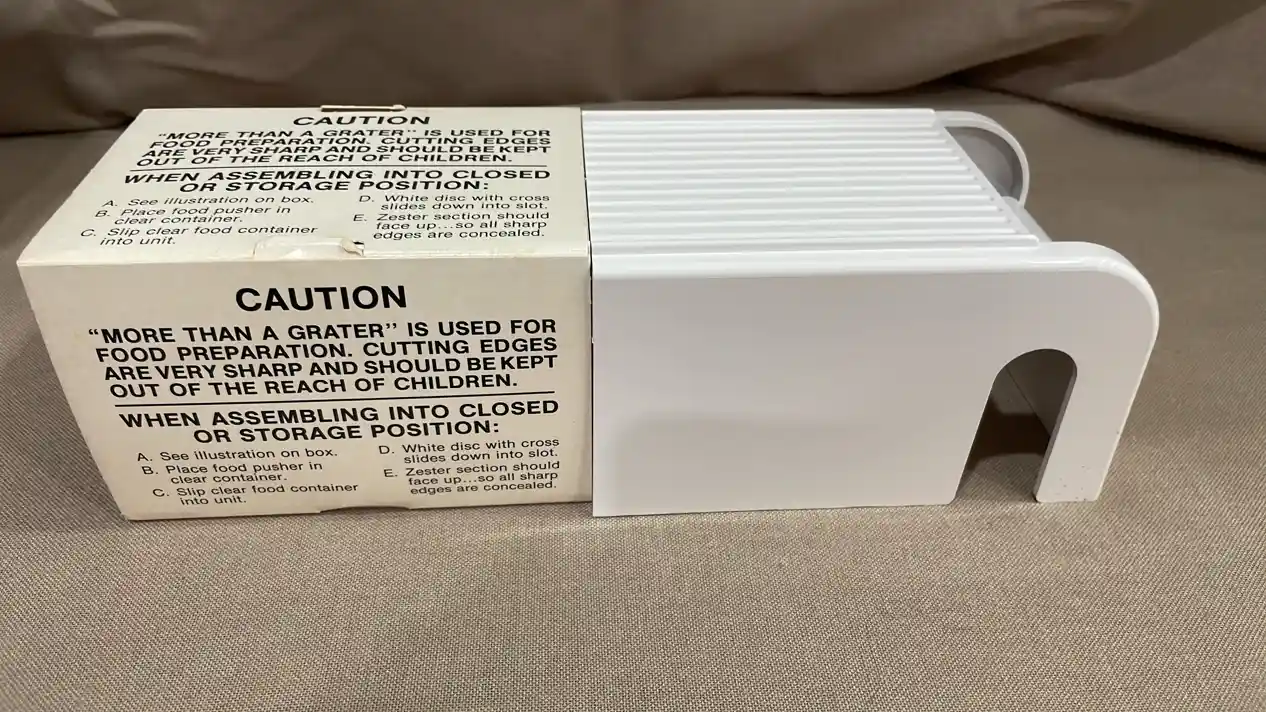 CAUTION
"MORE THAN A GRATER" IS USED FOR
FOOD PREPARATION. CUTTING EDGES
ARE VERY SHARP AND SHOULD BE KEPT
OUT OF THE REACH OF CHILDREN.
WHEN ASSEMBLING INTO CLOSED
OR STORAGE POSITION:
A. See illustration on box.
B. Place food pusher in
clear container.
C. Slip clear food container
into unit.
D. White disc with cross
slides down into slot.
E. Zester section should
face up...so all sharp
edges are concealed.
CAUTION
"MORE THAN A GRATER" IS USED FOR
FOOD PREPARATION. CUTTING EDGES
ARE VERY SHARP AND SHOULD BE KEPT
OUT OF THE REACH OF CHILDREN.
WHEN ASSEMBLING INTO CLOSED
OR STORAGE POSITION:
A. See illustration on box.
B. Place food pusher in
clear container.
C. Slip clear food container
into unit.
D. White disc with cross
slides down into slot.
E. Zester section should
face up...so all sharp
edges are concealed.